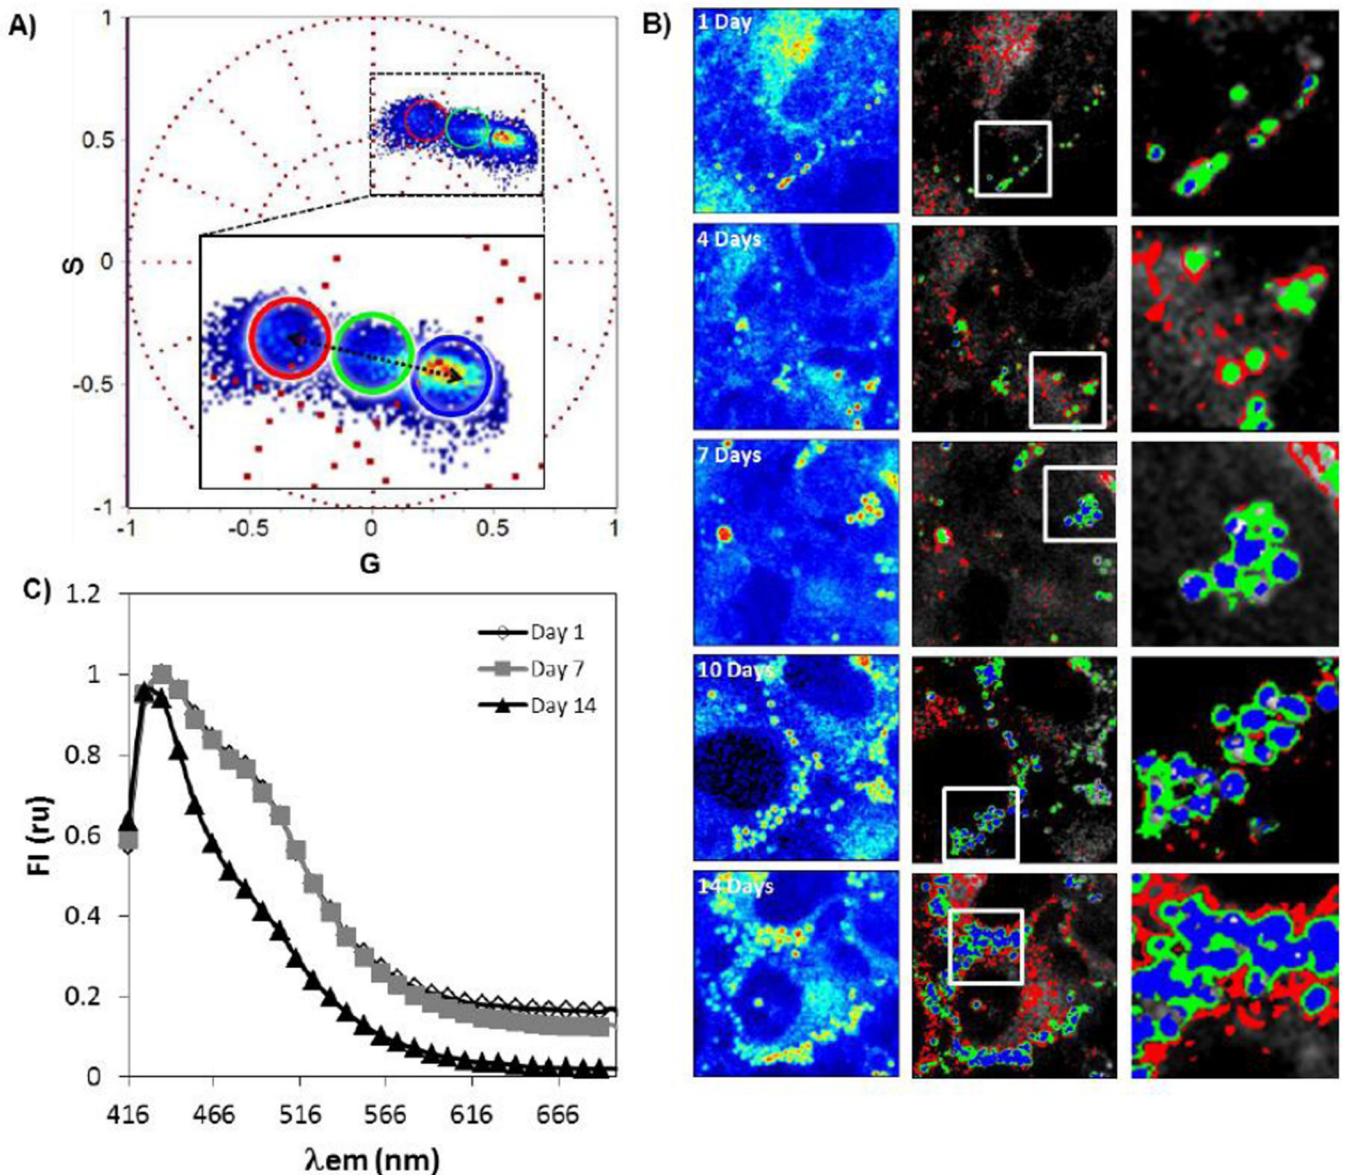 A)
1
0.5
S
0
-0.5
-1
-1
-0.5
0
0.5
1
G
B)
1 Day
4 Days
7 Days
10 Days
14 Days
C)
1.2
1
0.8
0.6
0.4
0.2
0
FI (ru)
Day 1
Day 7
Day 14
416
466
516
566
616
666
λem (nm)